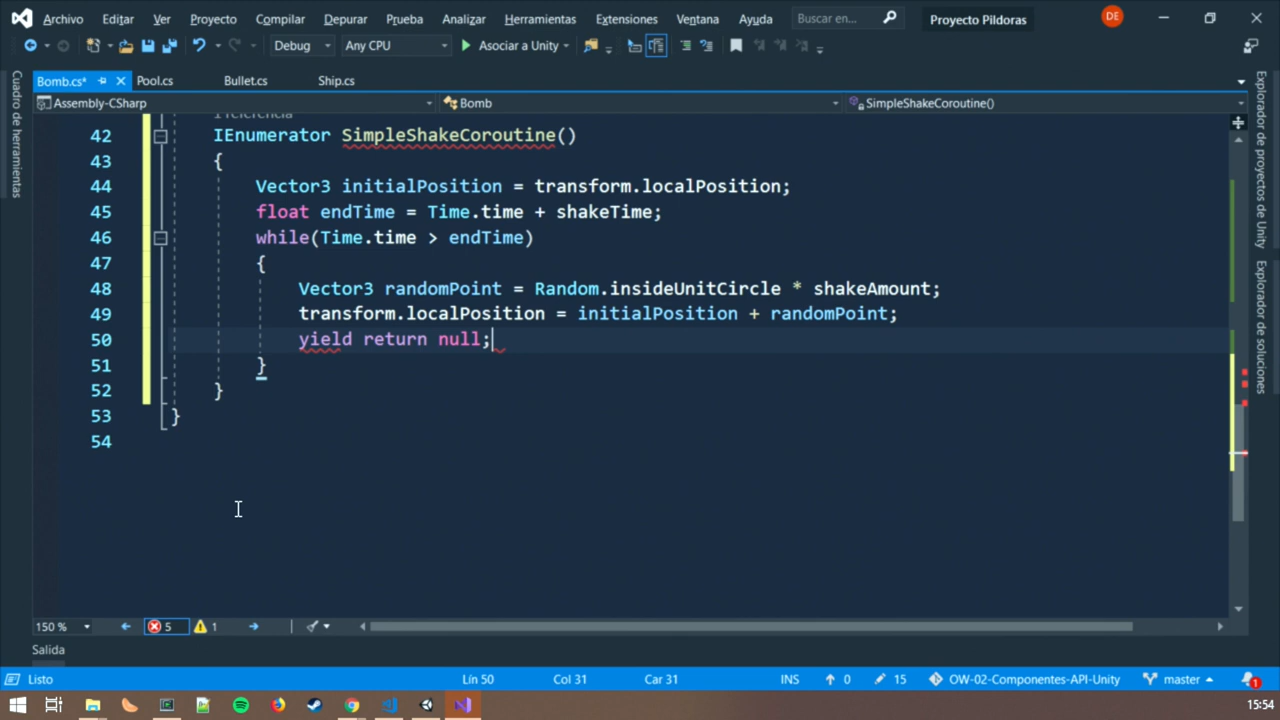 Archivo Editar Ver Proyecto Compilar Depurar Prueba Analizar Herramientas Extensiones Ventana Ayuda Buscar en... Proyecto Pildoras DE
Debug Any CPU Asociar a Unity
Bomb.cs* Pool.cs Bullet.cs Ship.cs
Assembly-CSharp Bomb SimpleShakeCoroutine()
Cuadro de herramientas
42 IEnumerator SimpleShakeCoroutine()
43 {
44 Vector3 initialPosition = transform.localPosition;
45 float endTime = Time.time + shakeTime;
46 while(Time.time > endTime)
47 {
48 Vector3 randomPoint = Random.insideUnitCircle * shakeAmount;
49 transform.localPosition = initialPosition + randomPoint;
50 yield return null;
51 }
52 }
53 }
54
Explorador de proyectos de Unity
Explorador de soluciones
150 % 5 1
Salida
Listo Lín 50 Col 31 Car 31 INS 0 15 OW-02-Componentes-API-Unity master 1
15:54